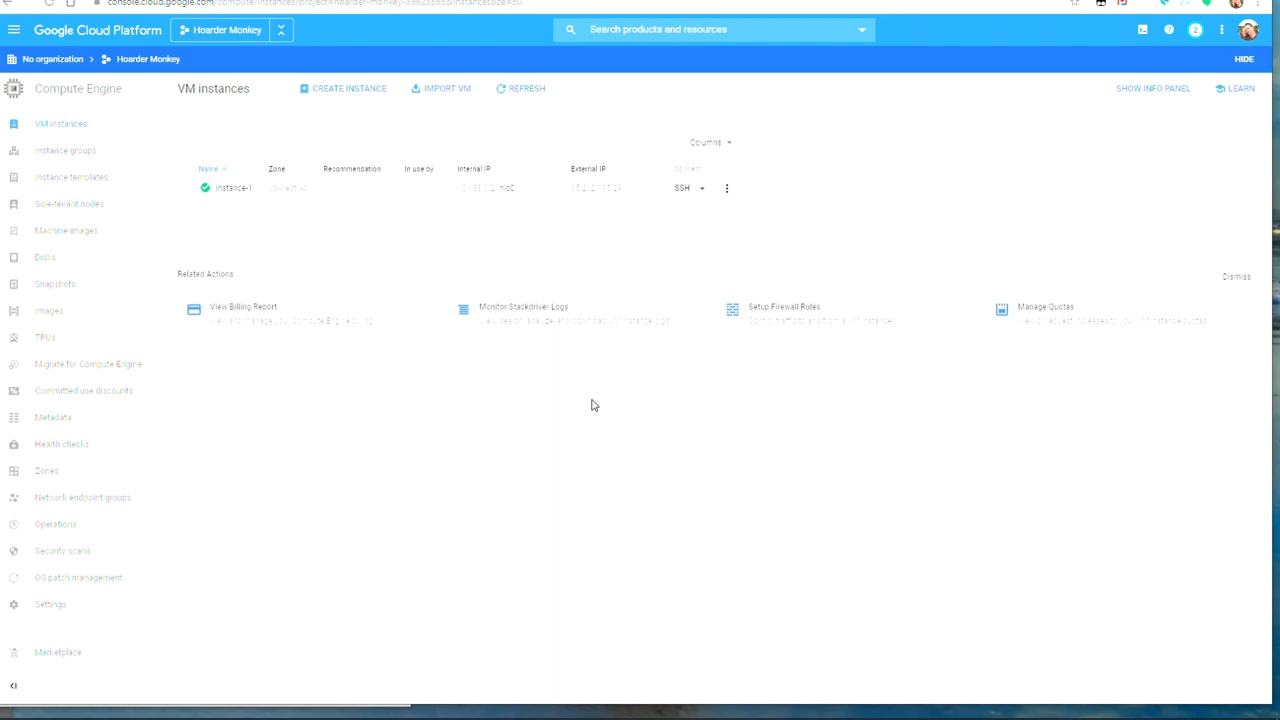 Google Cloud Platform
Hoarder Monkey
Search products and resources
2
No organization
Hoarder Monkey
HIDE
Compute Engine
VM instances
CREATE INSTANCE
IMPORT VM
REFRESH
SHOW INFO PANEL
LEARN
VM instances
Instance groups
Instance templates
Sole-tenant nodes
Machine images
Disks
Snapshots
Images
TPUs
Migrate for Compute Engine
Committed use discounts
Metadata
Health checks
Zones
Network endpoint groups
Operations
Security scans
OS patch management
Settings
Marketplace
Columns
Name
Zone
Recommendation
In use by
Internal IP
External IP
Connect
instance-1
nic0
SSH
Related Actions
Dismiss
View Billing Report
Monitor Stackdriver Logs
Setup Firewall Rules
Manage Quotas